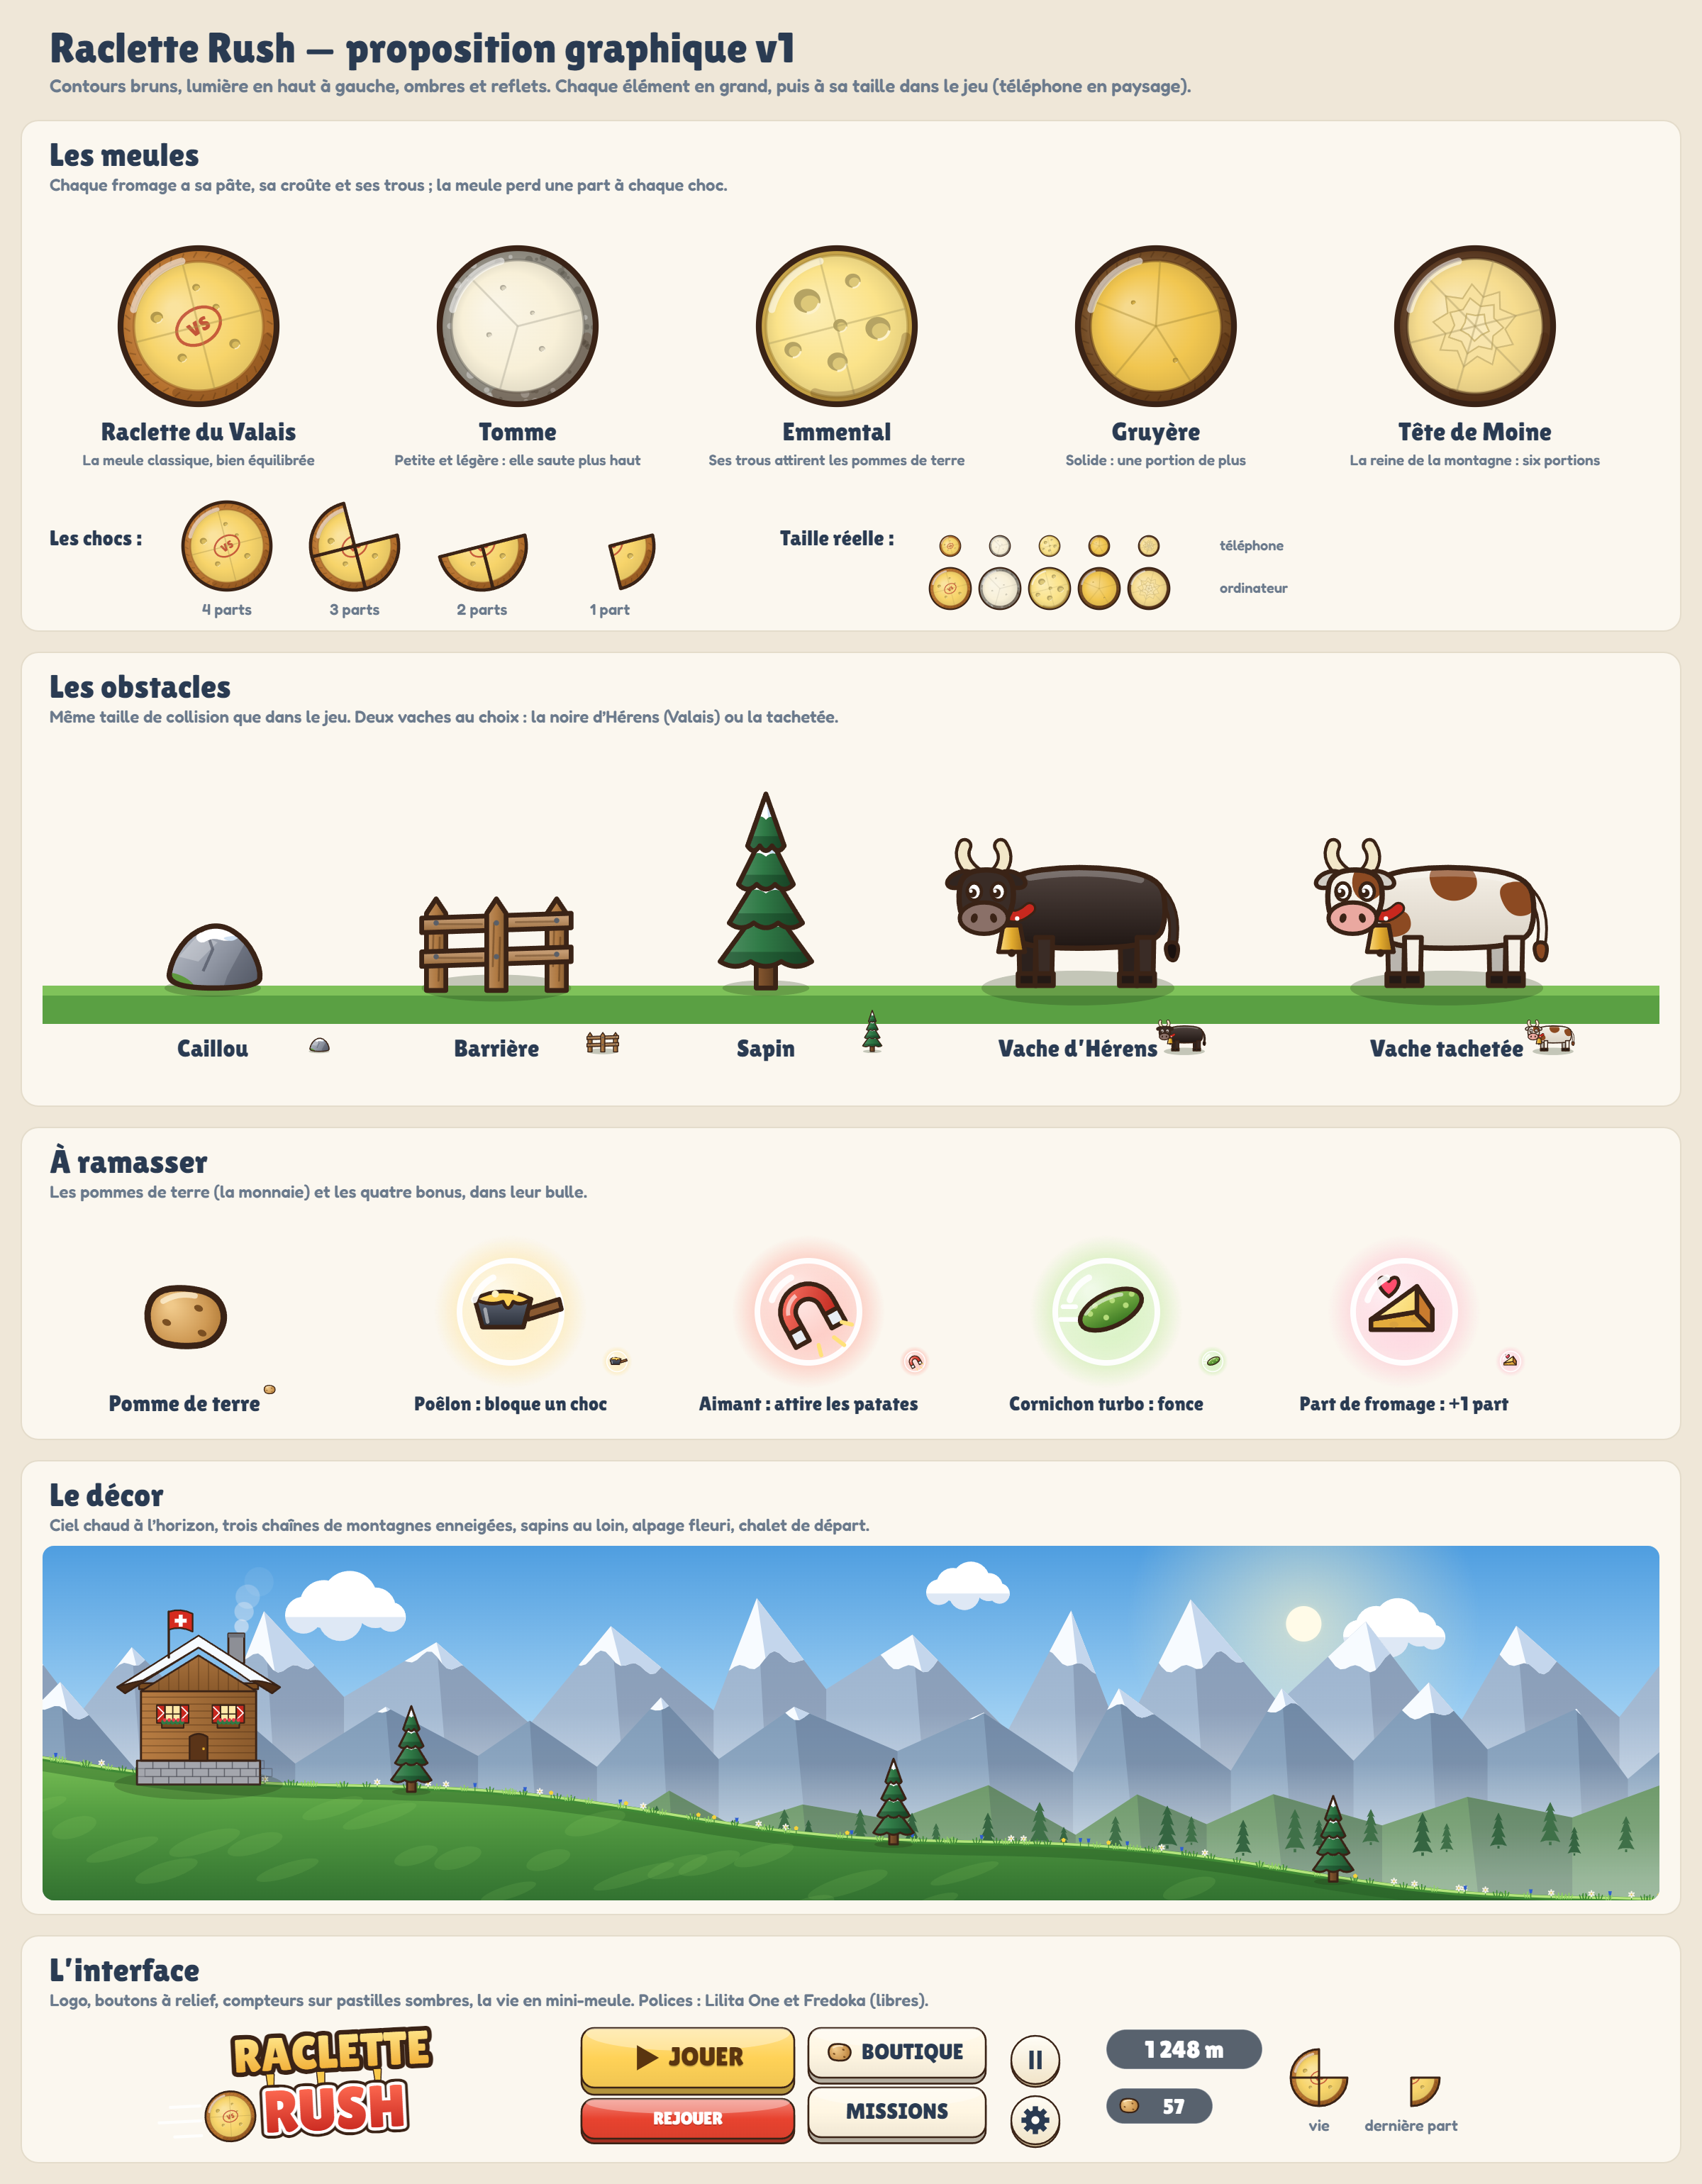 Raclette Rush — proposition graphique v1
Contours bruns, lumière en haut à gauche, ombres et reflets. Chaque élément en grand, puis à sa taille dans le jeu (téléphone en paysage).
Les meules
Chaque fromage a sa pâte, sa croûte et ses trous ; la meule perd une part à chaque choc.
VS
Raclette du Valais
Tomme
Emmental
Gruyère
Tête de Moine
La meule classique, bien équilibrée
Petite et légère : elle saute plus haut
Ses trous attirent les pommes de terre
Solide : une portion de plus
La reine de la montagne : six portions
Les chocs :
VS
4 parts
3 parts
2 parts
1 part
Taille réelle :
téléphone
VS
ordinateur
Les obstacles
Même taille de collision que dans le jeu. Deux vaches au choix : la noire d'Hérens (Valais) ou la tachetée.
Caillou
Barrière
Sapin
Vache d'Hérens
Vache tachetée
À ramasser
Les pommes de terre (la monnaie) et les quatre bonus, dans leur bulle.
Pomme de terre
Poêlon : bloque un choc
Aimant : attire les patates
Cornichon turbo : fonce
Part de fromage : +1 part
Le décor
Ciel chaud à l'horizon, trois chaînes de montagnes enneigées, sapins au loin, alpage fleuri, chalet de départ.
L'interface
Logo, boutons à relief, compteurs sur pastilles sombres, la vie en mini-meule. Polices : Lilita One et Fredoka (libres).
RACLETTE
RUSH
VS
JOUER
REJOUER
BOUTIQUE
MISSIONS
1 248 m
57
vie
dernière part